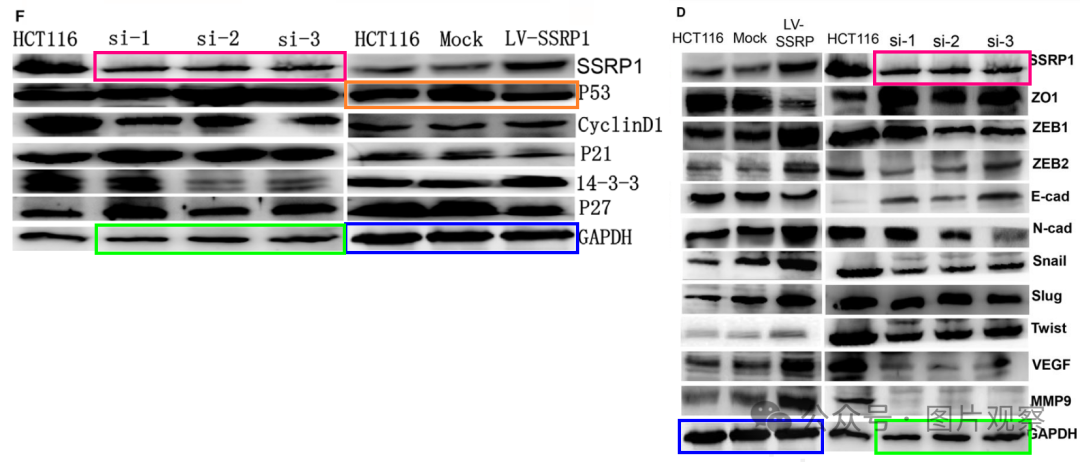 F
HCT116 si-1 si-2 si-3 HCT116 Mock LV-SSRP1
SSRP1
P53
CyclinD1
P21
14-3-3
P27
GAPDH
D
HCT116 Mock LV-
SSRP
HCT116 si-1 si-2 si-3
SSRP1
ZO1
ZEB1
ZEB2
E-cad
N-cad
Snail
Slug
Twist
VEGF
MMP9
公众号 · 图片观察
GAPDH